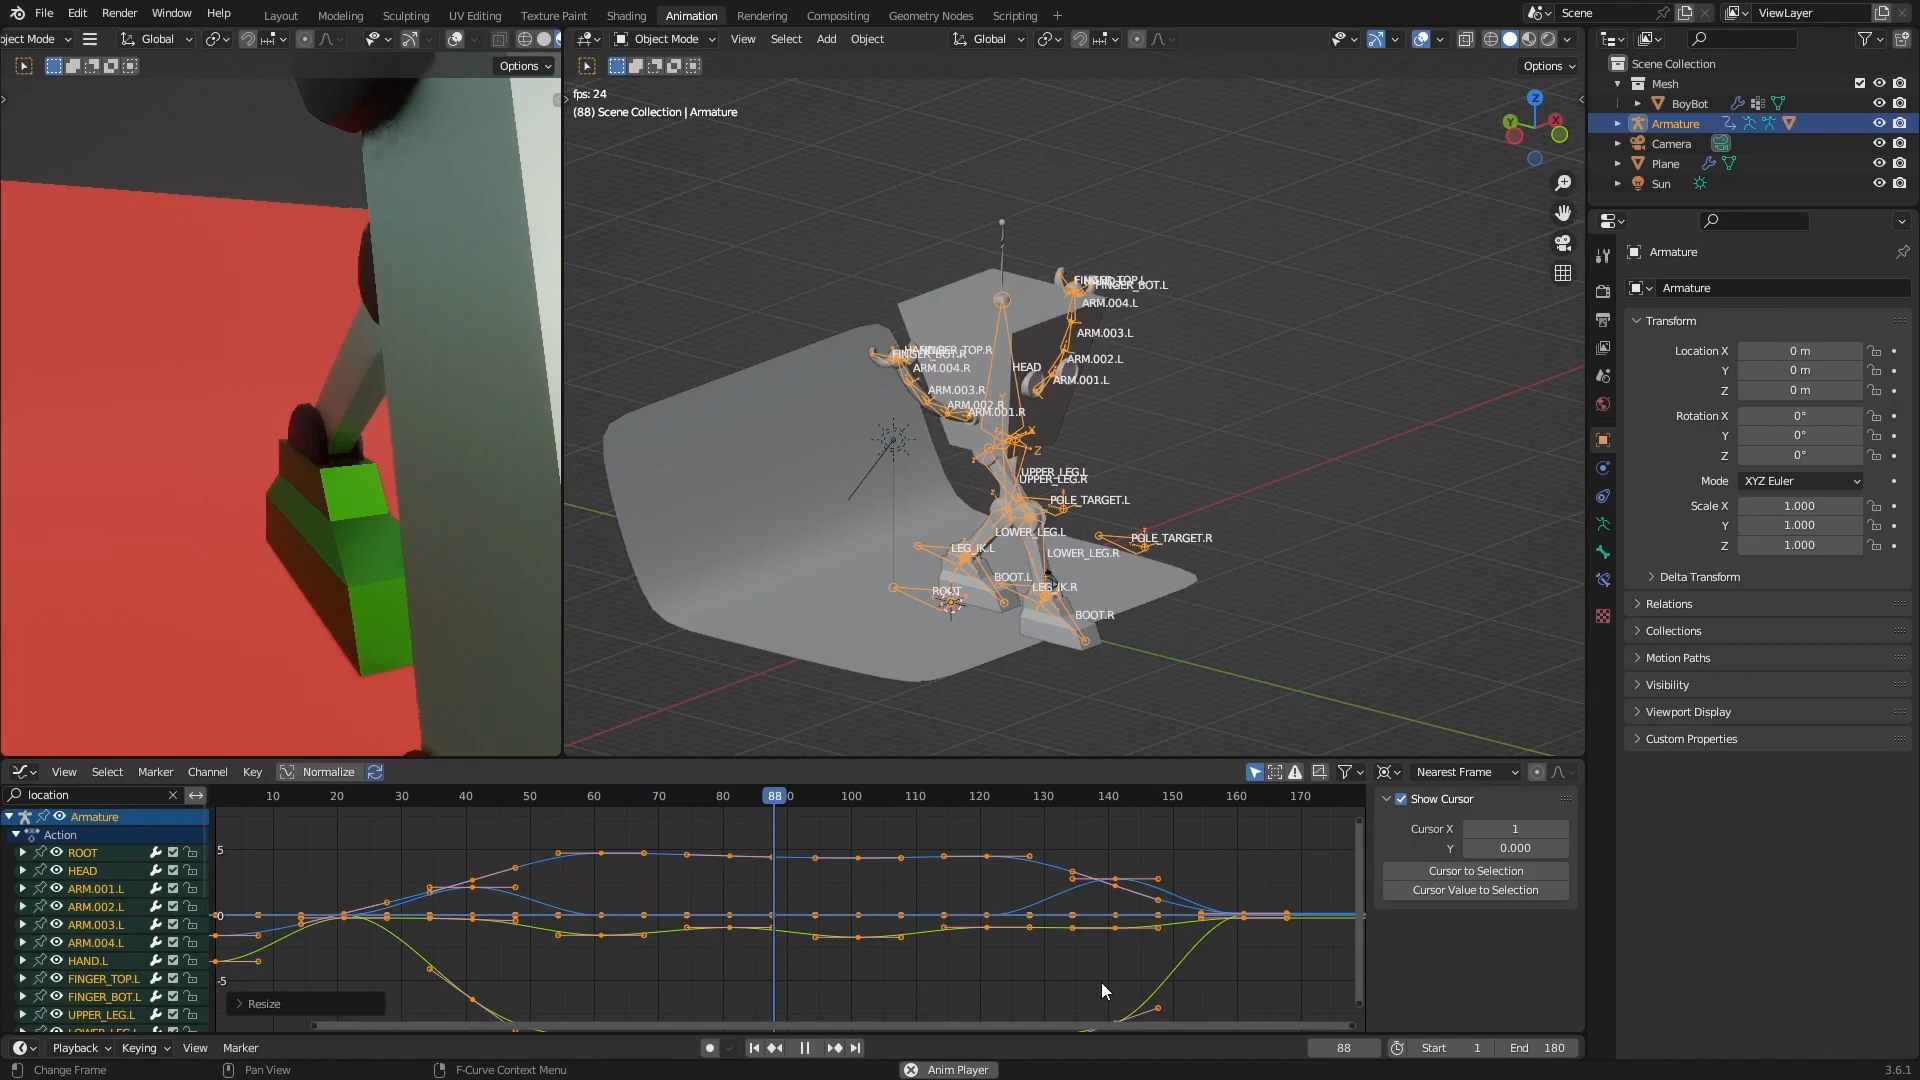 File Edit Render Window Help Layout Modeling Sculpting UV Editing Texture Paint Shading Animation Rendering Compositing Geometry Nodes Scripting + Scene ViewLayer
ject Mode Global Object Mode View Select Add Object Global
Options Options
fps: 24
(88) Scene Collection | Armature
FINGER_BOT.L
ARM.004.L
ARM.003.L
FINGER_BOT.R
ARM.002.L
ARM.004.R
HEAD
ARM.001.L
ARM.003.R
ARM.002.R
ARM.001.R
UPPER_LEG.L
UPPER_LEG.R
POLE_TARGET.L
LOWER_LEG.L
POLE_TARGET.R
LEG_IK.L
LOWER_LEG.R
BOOT.L
LEG_IK.R
ROOT
BOOT.R
Z
Y
X
Scene Collection
Mesh
BoyBot
Armature
Camera
Plane
Sun
Armature
Armature
Transform
Location X 0 m
Y 0 m
Z 0 m
Rotation X 0°
Y 0°
Z 0°
Mode XYZ Euler
Scale X 1.000
Y 1.000
Z 1.000
Delta Transform
Relations
Collections
Motion Paths
Visibility
Viewport Display
Custom Properties
View Select Marker Channel Key Normalize Nearest Frame
location
10 20 30 40 50 60 70 80 88 0 100 110 120 130 140 150 160 170
Armature
Action
ROOT
HEAD
ARM.001.L
ARM.002.L
ARM.003.L
ARM.004.L
HAND.L
FINGER_TOP.L
FINGER_BOT.L
UPPER_LEG.L
LOWER_LEG.L
5
0
-5
Resize
Show Cursor
Cursor X 1
Y 0.000
Cursor to Selection
Cursor Value to Selection
Playback Keying View Marker 88 Start 1 End 180
Change Frame Pan View F-Curve Context Menu Anim Player 3.6.1